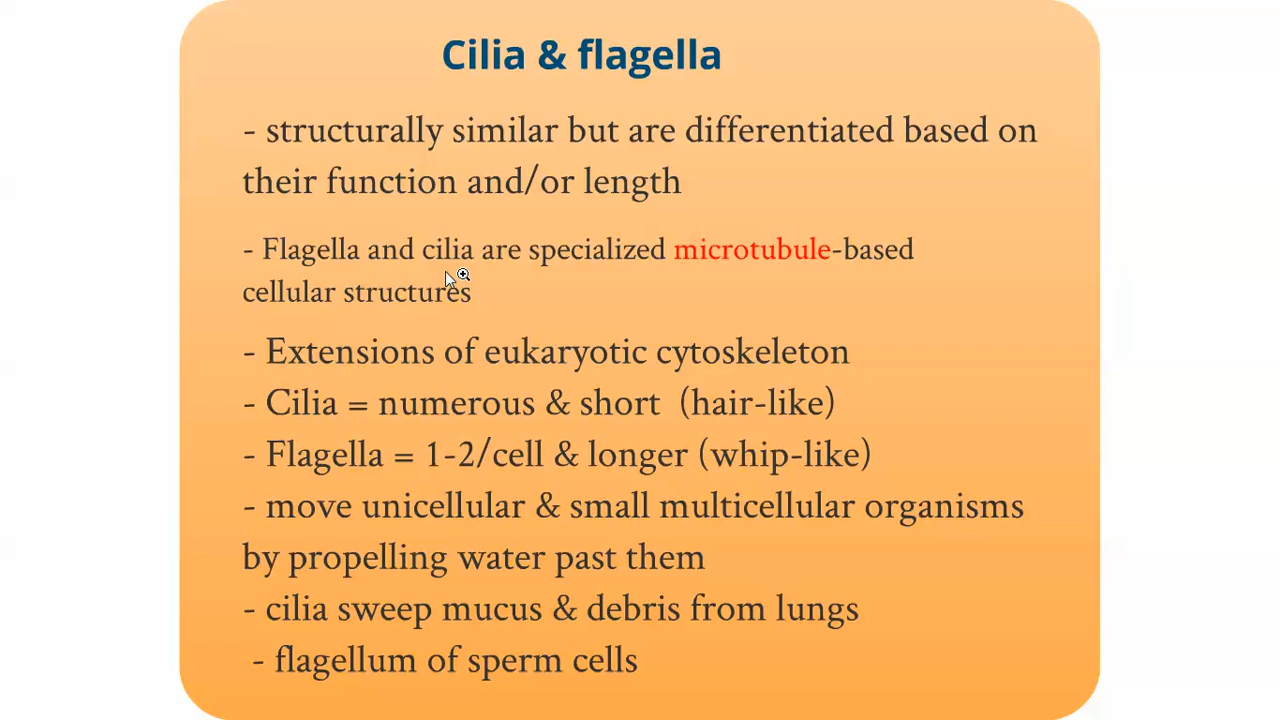 Cilia & flagella
- structurally similar but are differentiated based on
their function and/or length
- Flagella and cilia are specialized microtubule-based
cellular structures
- Extensions of eukaryotic cytoskeleton
- Cilia = numerous & short (hair-like)
- Flagella = 1-2/cell & longer (whip-like)
- move unicellular & small multicellular organisms
by propelling water past them
- cilia sweep mucus & debris from lungs
- flagellum of sperm cells